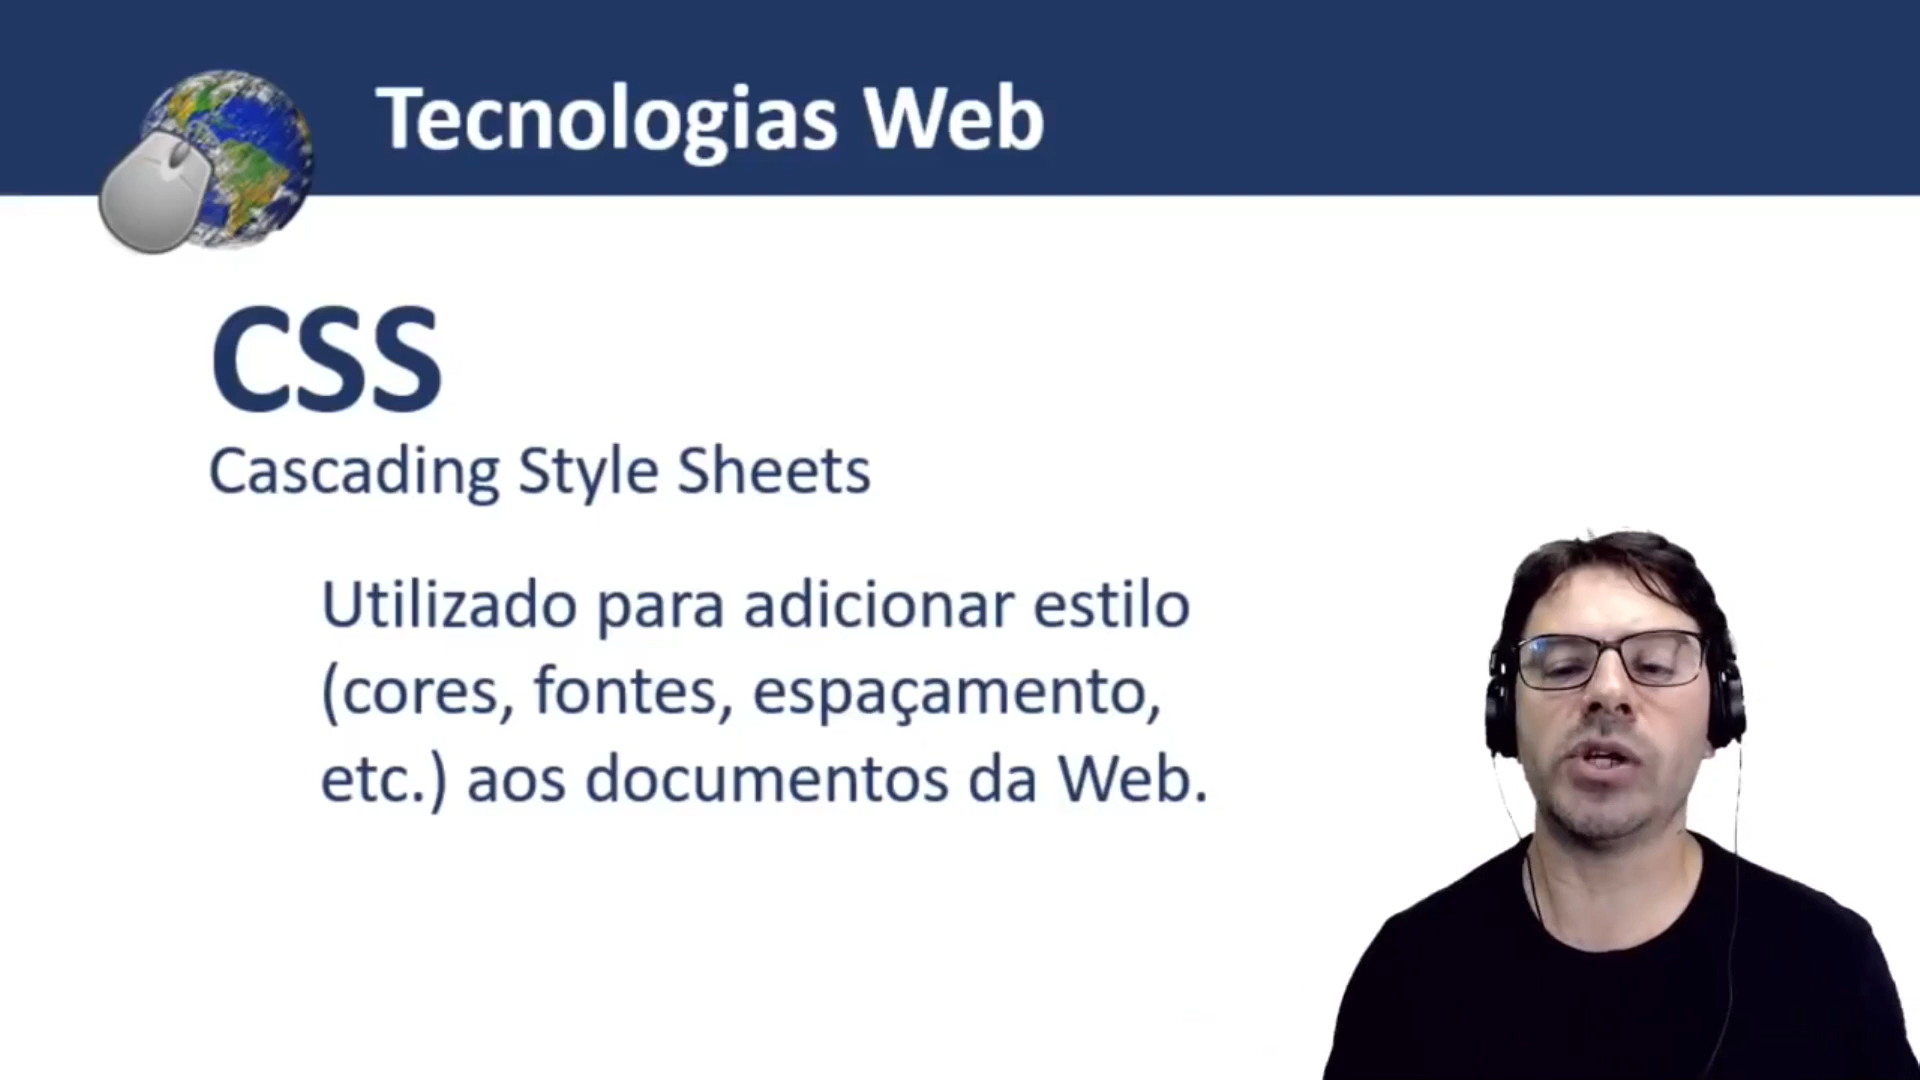 Tecnologias Web
CSS
Cascading Style Sheets
Utilizado para adicionar estilo
(cores, fontes, espaçamento,
etc.) aos documentos da Web.